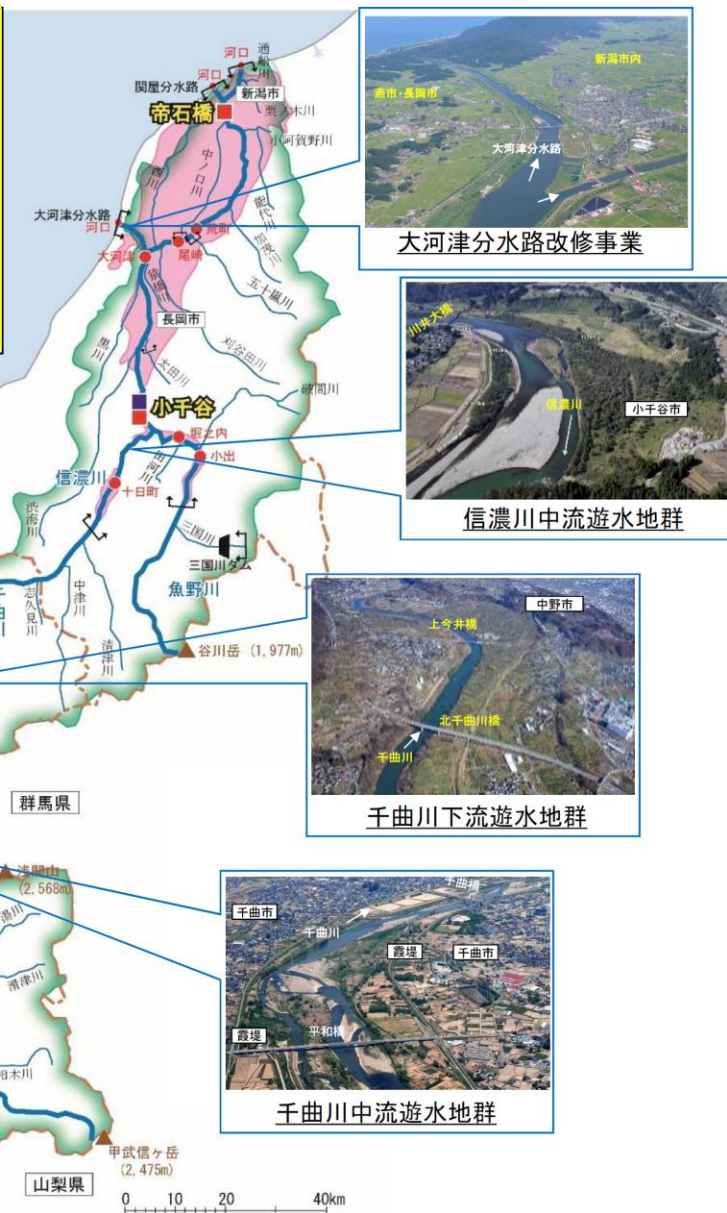 河口
通船川
河口
関屋分水路
新潟市
帝石橋
栗ノ木川
小阿賀野川
中ノ口川
西川
能代川
大河津分水路
河口
荒町
加茂川
尾崎
大河津
猿橋川
五十嵐川
長岡市
黒川
刈谷田川
太田川
破間川
小千谷
堀之内
小出
信濃川
十日町
渋海川
三国川
三国川ダム
魚野川
志久見川
中津川
清津川
谷川岳 (1,977m)
群馬県
浅間山
(2,568m)
湯川
滑津川
相木川
甲武信ヶ岳
(2,475m)
山梨県
0 10 20 40km
新潟市内
燕市・長岡市
大河津分水路
大河津分水路改修事業
川井大橋
信濃川
小千谷市
信濃川中流遊水地群
中野市
上今井橋
北千曲川橋
千曲川
千曲川下流遊水地群
千曲橋
千曲市
千曲川
霞堤
千曲市
霞堤
平和橋
千曲川中流遊水地群